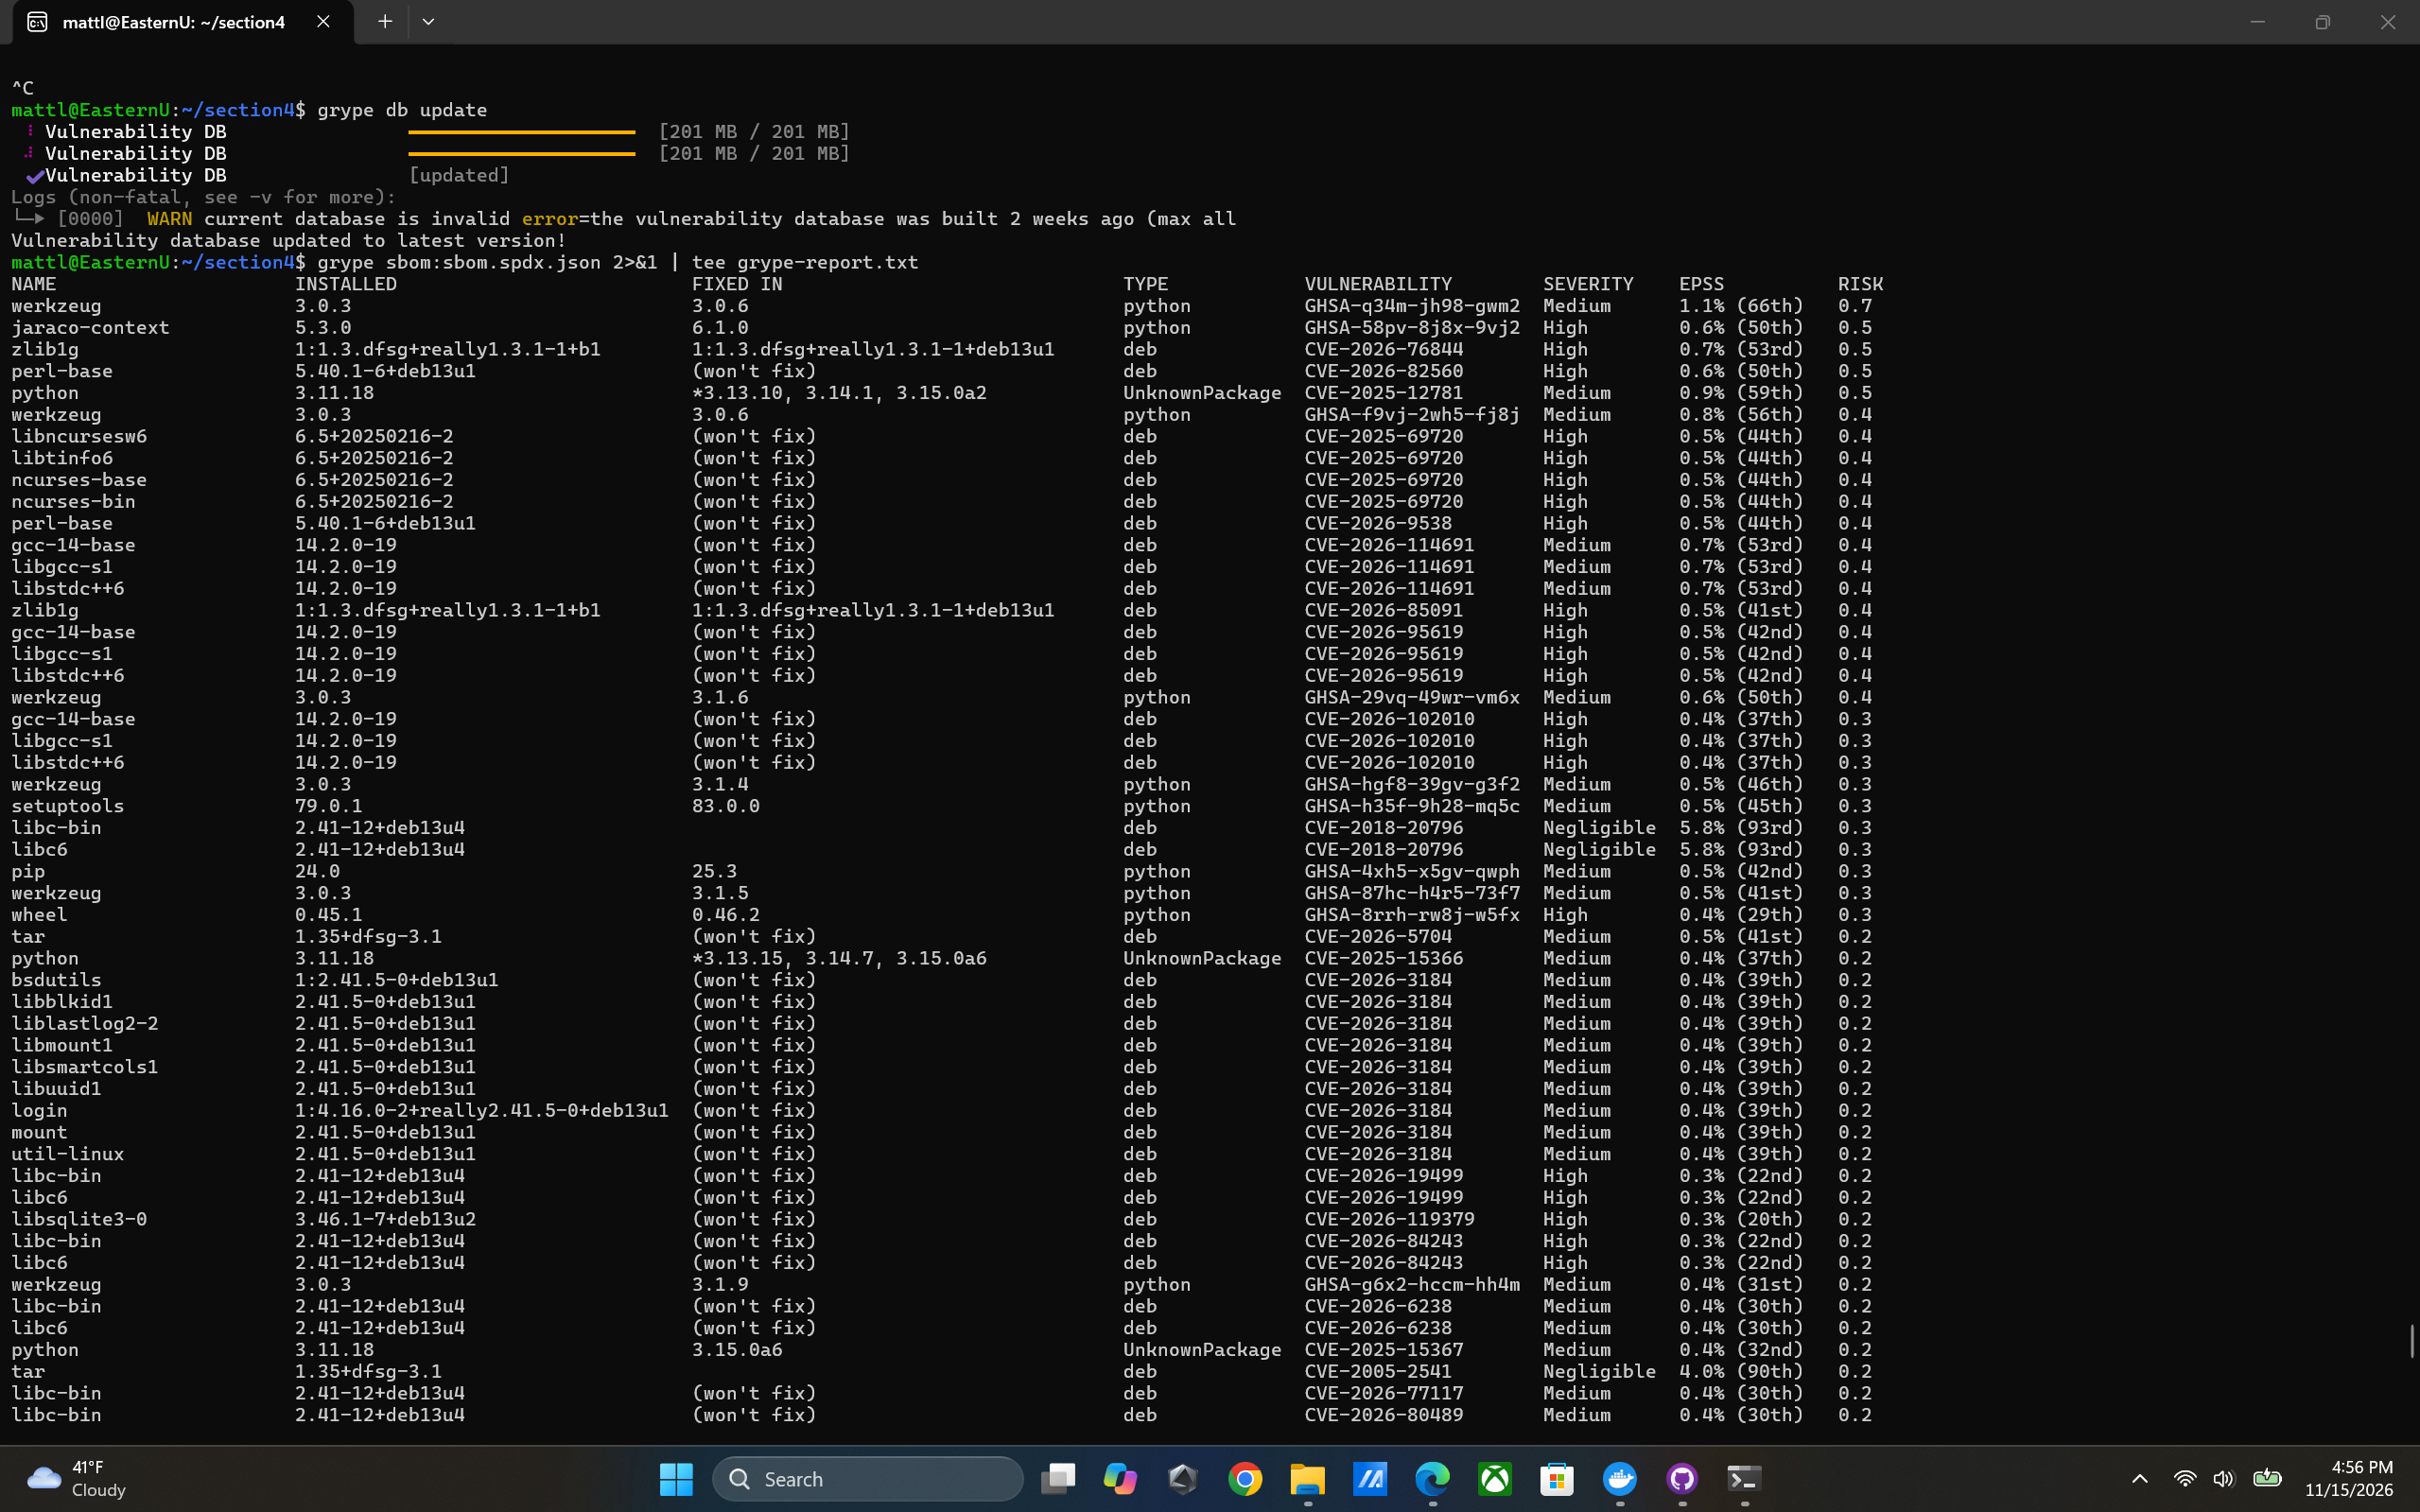 mattl@EasternU: ~/section4
^C
mattl@EasternU:~/section4$ grype db update
Vulnerability DB [201 MB / 201 MB]
Vulnerability DB [201 MB / 201 MB]
✔Vulnerability DB [updated]
Logs (non-fatal, see -v for more):
└─▶ [0000] WARN current database is invalid error=the vulnerability database was built 2 weeks ago (max all
Vulnerability database updated to latest version!
mattl@EasternU:~/section4$ grype sbom:sbom.spdx.json 2>&1 | tee grype-report.txt
NAME INSTALLED FIXED IN TYPE VULNERABILITY SEVERITY EPSS RISK
werkzeug 3.0.3 3.0.6 python GHSA-q34m-jh98-gwm2 Medium 1.1% (66th) 0.7
jaraco-context 5.3.0 6.1.0 python GHSA-58pv-8j8x-9vj2 High 0.6% (50th) 0.5
zlib1g 1:1.3.dfsg+really1.3.1-1+b1 1:1.3.dfsg+really1.3.1-1+deb13u1 deb CVE-2026-76844 High 0.7% (53rd) 0.5
perl-base 5.40.1-6+deb13u1 (won't fix) deb CVE-2026-82560 High 0.6% (50th) 0.5
python 3.11.18 *3.13.10, 3.14.1, 3.15.0a2 UnknownPackage CVE-2025-12781 Medium 0.9% (59th) 0.5
werkzeug 3.0.3 3.0.6 python GHSA-f9vj-2wh5-fj8j Medium 0.8% (56th) 0.4
libncursesw6 6.5+20250216-2 (won't fix) deb CVE-2025-69720 High 0.5% (44th) 0.4
libtinfo6 6.5+20250216-2 (won't fix) deb CVE-2025-69720 High 0.5% (44th) 0.4
ncurses-base 6.5+20250216-2 (won't fix) deb CVE-2025-69720 High 0.5% (44th) 0.4
ncurses-bin 6.5+20250216-2 (won't fix) deb CVE-2025-69720 High 0.5% (44th) 0.4
perl-base 5.40.1-6+deb13u1 (won't fix) deb CVE-2026-9538 High 0.5% (44th) 0.4
gcc-14-base 14.2.0-19 (won't fix) deb CVE-2026-114691 Medium 0.7% (53rd) 0.4
libgcc-s1 14.2.0-19 (won't fix) deb CVE-2026-114691 Medium 0.7% (53rd) 0.4
libstdc++6 14.2.0-19 (won't fix) deb CVE-2026-114691 Medium 0.7% (53rd) 0.4
zlib1g 1:1.3.dfsg+really1.3.1-1+b1 1:1.3.dfsg+really1.3.1-1+deb13u1 deb CVE-2026-85091 High 0.5% (41st) 0.4
gcc-14-base 14.2.0-19 (won't fix) deb CVE-2026-95619 High 0.5% (42nd) 0.4
libgcc-s1 14.2.0-19 (won't fix) deb CVE-2026-95619 High 0.5% (42nd) 0.4
libstdc++6 14.2.0-19 (won't fix) deb CVE-2026-95619 High 0.5% (42nd) 0.4
werkzeug 3.0.3 3.1.6 python GHSA-29vq-49wr-vm6x Medium 0.6% (50th) 0.4
gcc-14-base 14.2.0-19 (won't fix) deb CVE-2026-102010 High 0.4% (37th) 0.3
libgcc-s1 14.2.0-19 (won't fix) deb CVE-2026-102010 High 0.4% (37th) 0.3
libstdc++6 14.2.0-19 (won't fix) deb CVE-2026-102010 High 0.4% (37th) 0.3
werkzeug 3.0.3 3.1.4 python GHSA-hgf8-39gv-g3f2 Medium 0.5% (46th) 0.3
setuptools 79.0.1 83.0.0 python GHSA-h35f-9h28-mq5c Medium 0.5% (45th) 0.3
libc-bin 2.41-12+deb13u4 deb CVE-2018-20796 Negligible 5.8% (93rd) 0.3
libc6 2.41-12+deb13u4 deb CVE-2018-20796 Negligible 5.8% (93rd) 0.3
pip 24.0 25.3 python GHSA-4xh5-x5gv-qwph Medium 0.5% (42nd) 0.3
werkzeug 3.0.3 3.1.5 python GHSA-87hc-h4r5-73f7 Medium 0.5% (41st) 0.3
wheel 0.45.1 0.46.2 python GHSA-8rrh-rw8j-w5fx High 0.4% (29th) 0.3
tar 1.35+dfsg-3.1 (won't fix) deb CVE-2026-5704 Medium 0.5% (41st) 0.2
python 3.11.18 *3.13.15, 3.14.7, 3.15.0a6 UnknownPackage CVE-2025-15366 Medium 0.4% (37th) 0.2
bsdutils 1:2.41.5-0+deb13u1 (won't fix) deb CVE-2026-3184 Medium 0.4% (39th) 0.2
libblkid1 2.41.5-0+deb13u1 (won't fix) deb CVE-2026-3184 Medium 0.4% (39th) 0.2
liblastlog2-2 2.41.5-0+deb13u1 (won't fix) deb CVE-2026-3184 Medium 0.4% (39th) 0.2
libmount1 2.41.5-0+deb13u1 (won't fix) deb CVE-2026-3184 Medium 0.4% (39th) 0.2
libsmartcols1 2.41.5-0+deb13u1 (won't fix) deb CVE-2026-3184 Medium 0.4% (39th) 0.2
libuuid1 2.41.5-0+deb13u1 (won't fix) deb CVE-2026-3184 Medium 0.4% (39th) 0.2
login 1:4.16.0-2+really2.41.5-0+deb13u1 (won't fix) deb CVE-2026-3184 Medium 0.4% (39th) 0.2
mount 2.41.5-0+deb13u1 (won't fix) deb CVE-2026-3184 Medium 0.4% (39th) 0.2
util-linux 2.41.5-0+deb13u1 (won't fix) deb CVE-2026-3184 Medium 0.4% (39th) 0.2
libc-bin 2.41-12+deb13u4 (won't fix) deb CVE-2026-19499 High 0.3% (22nd) 0.2
libc6 2.41-12+deb13u4 (won't fix) deb CVE-2026-19499 High 0.3% (22nd) 0.2
libsqlite3-0 3.46.1-7+deb13u2 (won't fix) deb CVE-2026-119379 High 0.3% (20th) 0.2
libc-bin 2.41-12+deb13u4 (won't fix) deb CVE-2026-84243 High 0.3% (22nd) 0.2
libc6 2.41-12+deb13u4 (won't fix) deb CVE-2026-84243 High 0.3% (22nd) 0.2
werkzeug 3.0.3 3.1.9 python GHSA-g6x2-hccm-hh4m Medium 0.4% (31st) 0.2
libc-bin 2.41-12+deb13u4 (won't fix) deb CVE-2026-6238 Medium 0.4% (30th) 0.2
libc6 2.41-12+deb13u4 (won't fix) deb CVE-2026-6238 Medium 0.4% (30th) 0.2
python 3.11.18 3.15.0a6 UnknownPackage CVE-2025-15367 Medium 0.4% (32nd) 0.2
tar 1.35+dfsg-3.1 deb CVE-2005-2541 Negligible 4.0% (90th) 0.2
libc-bin 2.41-12+deb13u4 (won't fix) deb CVE-2026-77117 Medium 0.4% (30th) 0.2
libc-bin 2.41-12+deb13u4 (won't fix) deb CVE-2026-80489 Medium 0.4% (30th) 0.2
41°F
Cloudy
Search
4:56 PM
11/15/2026